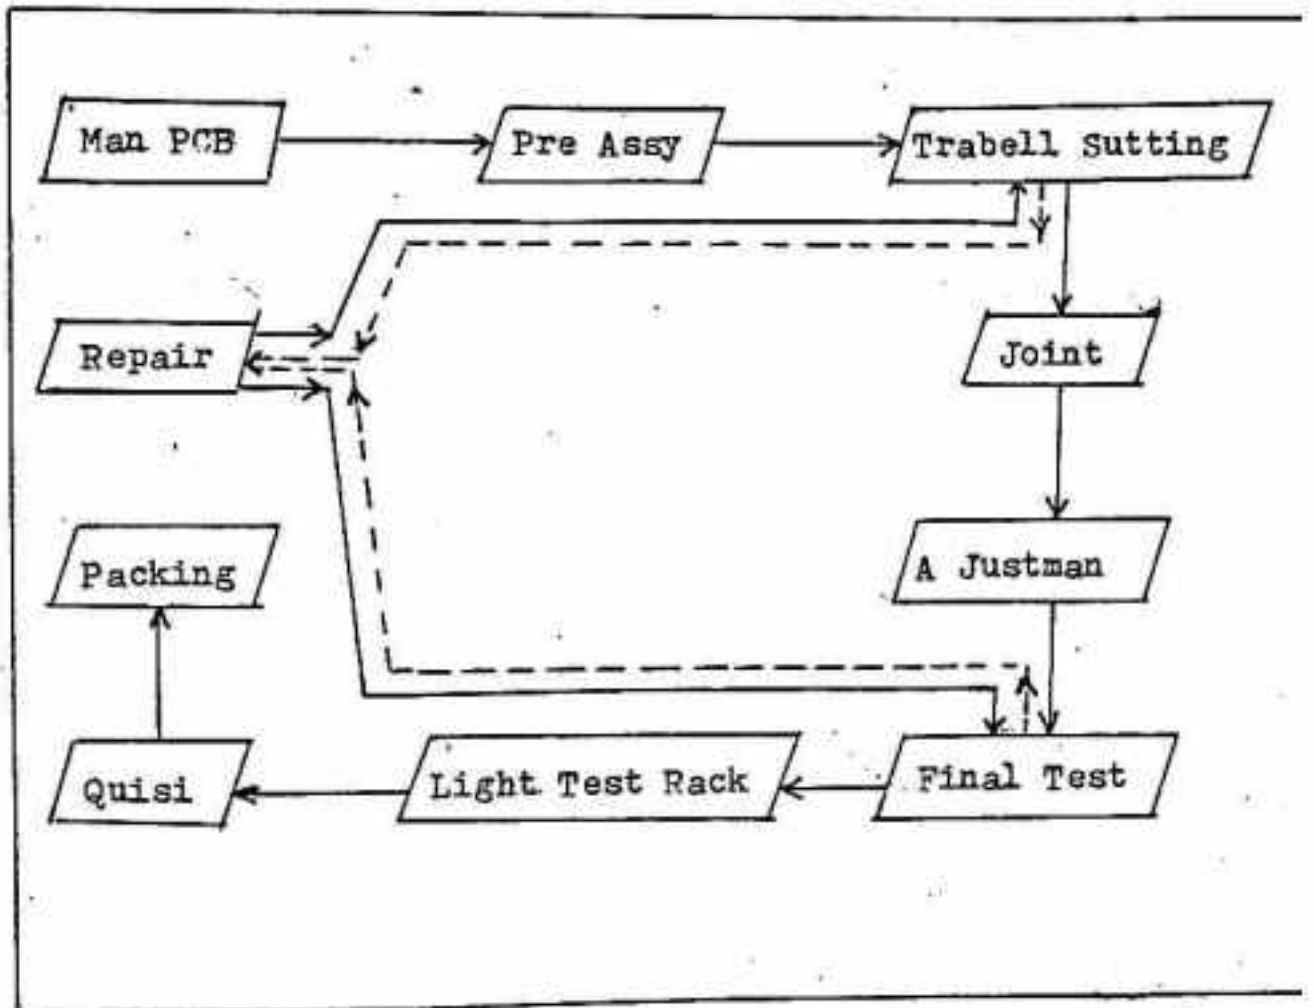 Man PCB
Pre Assy
Trabell Sutting
Repair
Joint
Packing
A Justman
Quisi
Light Test Rack
Final Test